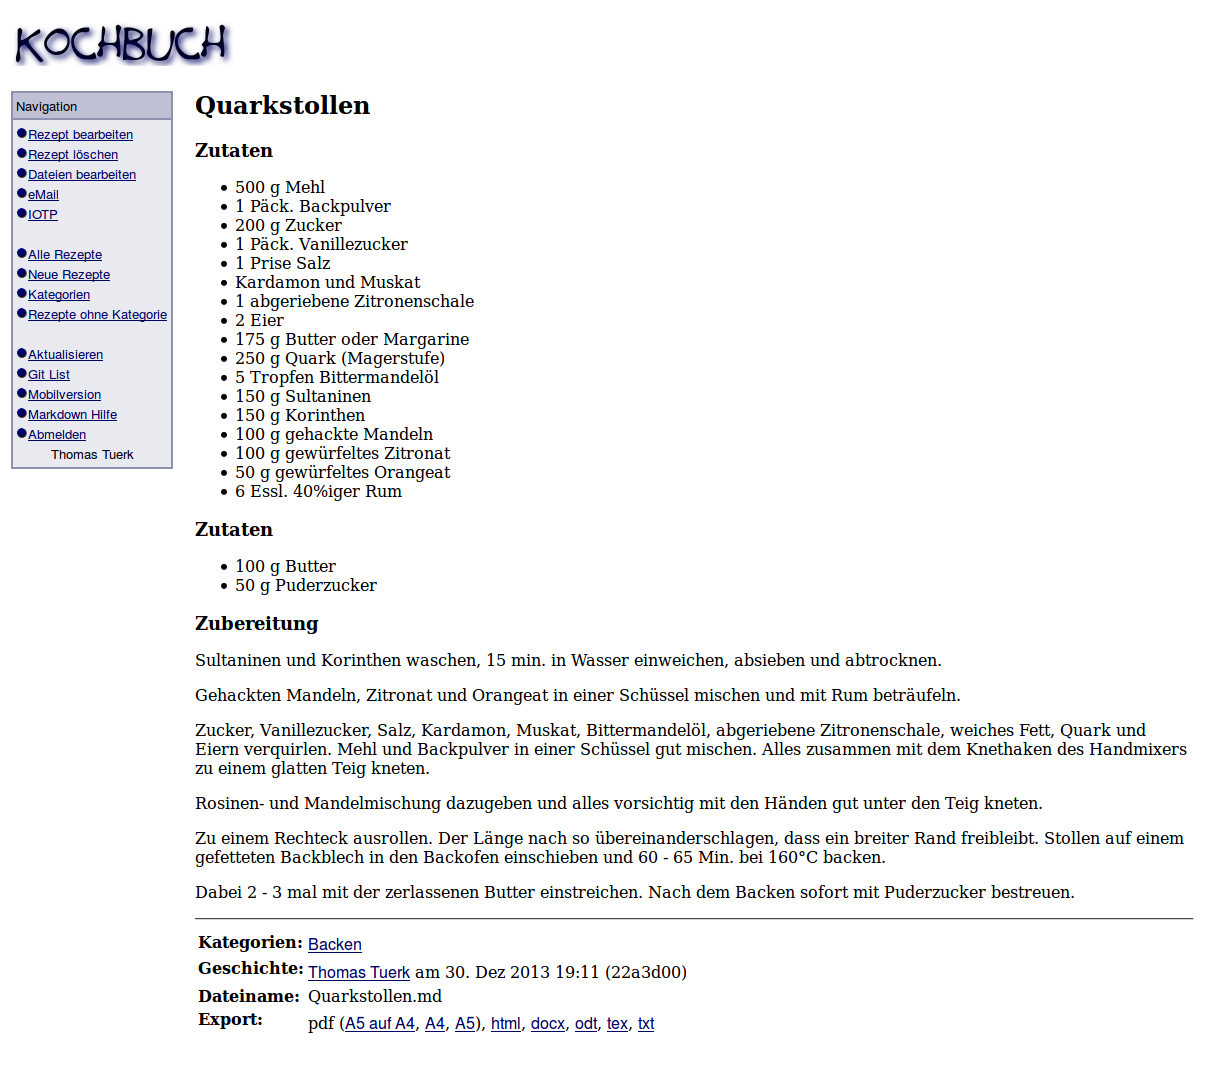 KOCHBUCH
Navigation
Rezept bearbeiten
Rezept löschen
Dateien bearbeiten
eMail
IOTP
Alle Rezepte
Neue Rezepte
Kategorien
Rezepte ohne Kategorie
Aktualisieren
Git List
Mobilversion
Markdown Hilfe
Abmelden
Thomas Tuerk
Quarkstollen
Zutaten
500 g Mehl
1 Päck. Backpulver
200 g Zucker
1 Päck. Vanillezucker
1 Prise Salz
Kardamon und Muskat
1 abgeriebene Zitronenschale
2 Eier
175 g Butter oder Margarine
250 g Quark (Magerstufe)
5 Tropfen Bittermandelöl
150 g Sultaninen
150 g Korinthen
100 g gehackte Mandeln
100 g gewürfeltes Zitronat
50 g gewürfeltes Orangeat
6 Essl. 40%iger Rum
Zutaten
100 g Butter
50 g Puderzucker
Zubereitung
Sultaninen und Korinthen waschen, 15 min. in Wasser einweichen, absieben und abtrocknen.
Gehackten Mandeln, Zitronat und Orangeat in einer Schüssel mischen und mit Rum beträufeln.
Zucker, Vanillezucker, Salz, Kardamon, Muskat, Bittermandelöl, abgeriebene Zitronenschale, weiches Fett, Quark und
Eiern verquirlen. Mehl und Backpulver in einer Schüssel gut mischen. Alles zusammen mit dem Knethaken des Handmixers
zu einem glatten Teig kneten.
Rosinen- und Mandelmischung dazugeben und alles vorsichtig mit den Händen gut unter den Teig kneten.
Zu einem Rechteck ausrollen. Der Länge nach so übereinanderschlagen, dass ein breiter Rand freibleibt. Stollen auf einem
gefetteten Backblech in den Backofen einschieben und 60 - 65 Min. bei 160°C backen.
Dabei 2 - 3 mal mit der zerlassenen Butter einstreichen. Nach dem Backen sofort mit Puderzucker bestreuen.
Kategorien: Backen
Geschichte: Thomas Tuerk am 30. Dez 2013 19:11 (22a3d00)
Dateiname: Quarkstollen.md
Export: pdf (A5 auf A4, A4, A5), html, docx, odt, tex, txt